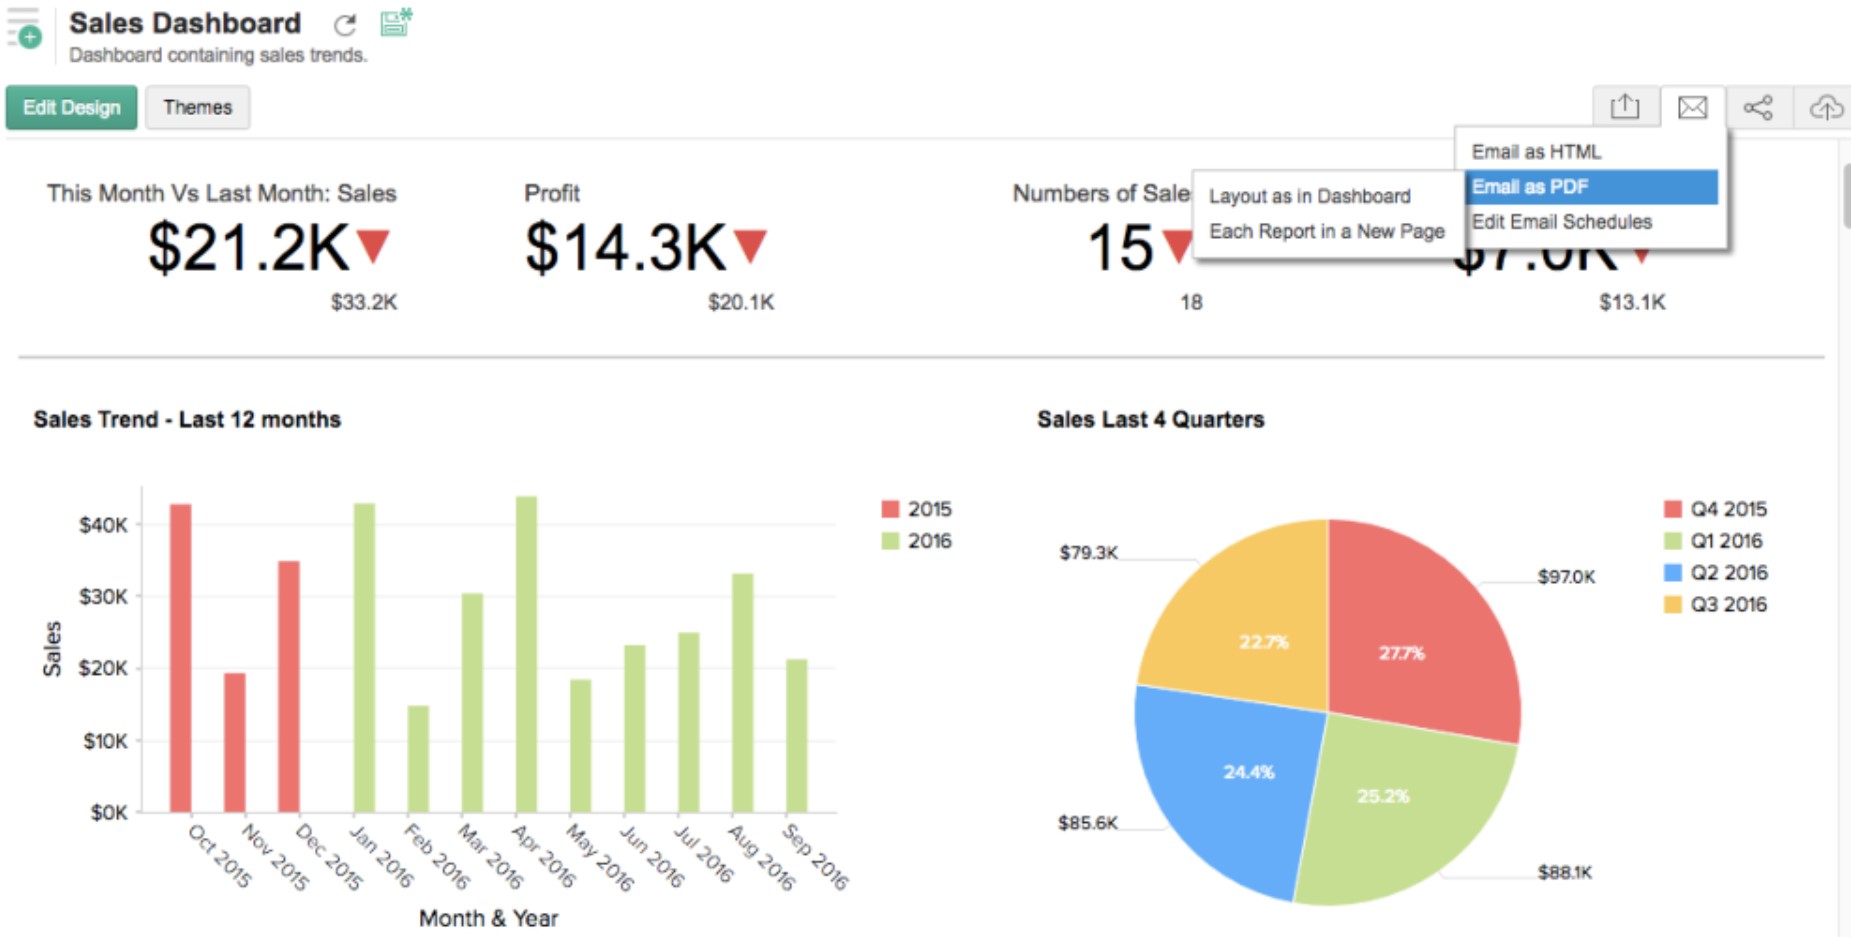 Sales Dashboard
Dashboard containing sales trends.
Edit Design
Themes
Email as HTML
Email as PDF
Edit Email Schedules
Layout as in Dashboard
Each Report in a New Page
This Month Vs Last Month: Sales
$21.2K
$33.2K
Profit
$14.3K
$20.1K
Numbers of Sale
15
18
$13.1K
Sales Trend - Last 12 months
Sales
$40K
$30K
$20K
$10K
$0K
Oct 2015
Nov 2015
Dec 2015
Jan 2016
Feb 2016
Mar 2016
Apr 2016
May 2016
Jun 2016
Jul 2016
Aug 2016
Sep 2016
Month & Year
2015
2016
Sales Last 4 Quarters
$79.3K
$97.0K
22.7%
27.7%
24.4%
25.2%
$85.6K
$88.1K
Q4 2015
Q1 2016
Q2 2016
Q3 2016